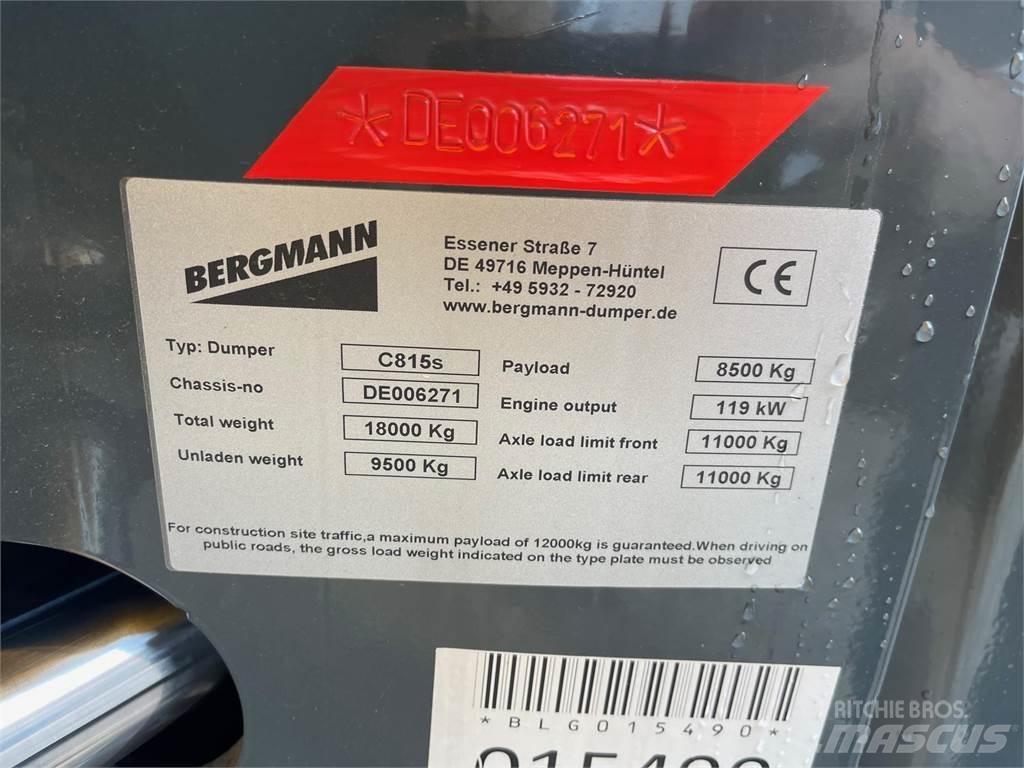 *DE006271*
BERGMANN
Essener Straße 7
DE 49716 Meppen-Hüntel
Tel.: +49 5932 - 72920
www.bergmann-dumper.de
CE
Typ: Dumper C815s
Chassis-no DE006271
Total weight 18000 Kg
Unladen weight 9500 Kg
Payload 8500 Kg
Engine output 119 kW
Axle load limit front 11000 Kg
Axle load limit rear 11000 Kg
For construction site traffic,a maximum payload of 12000kg is guaranteed.When driving on
public roads, the gross load weight indicated on the type plate must be observed
*BLG015490*
RITCHIE BROS.
MASCUS